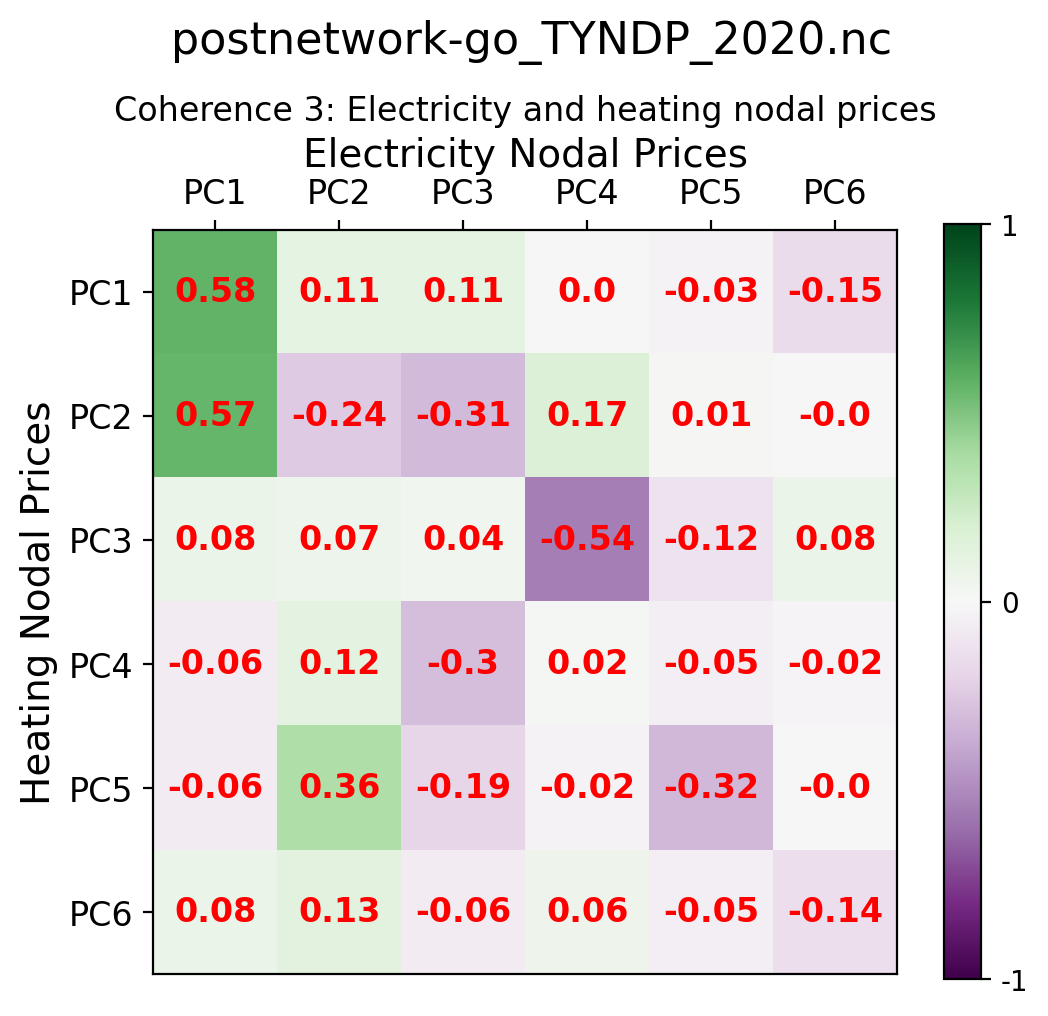 postnetwork-go_TYNDP_2020.nc
Coherence 3: Electricity and heating nodal prices
Electricity Nodal Prices
PC1 PC2 PC3 PC4 PC5 PC6
Heating Nodal Prices
PC1 0.58 0.11 0.11 0.0 -0.03 -0.15
PC2 0.57 -0.24 -0.31 0.17 0.01 -0.0
PC3 0.08 0.07 0.04 -0.54 -0.12 0.08
PC4 -0.06 0.12 -0.3 0.02 -0.05 -0.02
PC5 -0.06 0.36 -0.19 -0.02 -0.32 -0.0
PC6 0.08 0.13 -0.06 0.06 -0.05 -0.14
1
0
-1